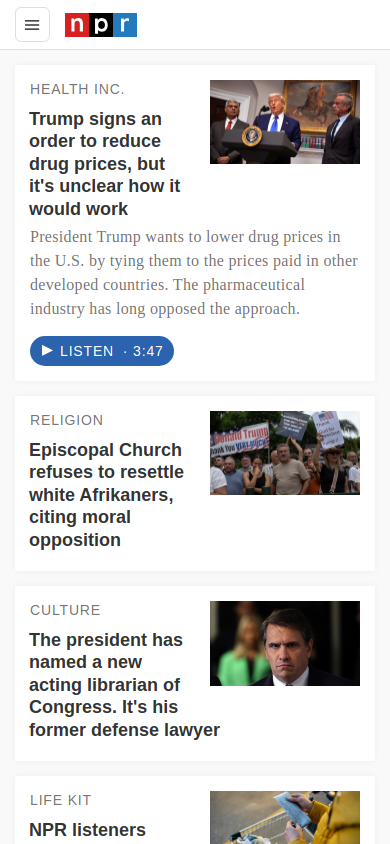 npr
HEALTH INC.
Trump signs an
order to reduce
drug prices, but
it's unclear how it
would work
President Trump wants to lower drug prices in
the U.S. by tying them to the prices paid in other
developed countries. The pharmaceutical
industry has long opposed the approach.
LISTEN · 3:47
RELIGION
Episcopal Church
refuses to resettle
white Afrikaners,
citing moral
opposition
CULTURE
The president has
named a new
acting librarian of
Congress. It's his
former defense lawyer
LIFE KIT
NPR listeners